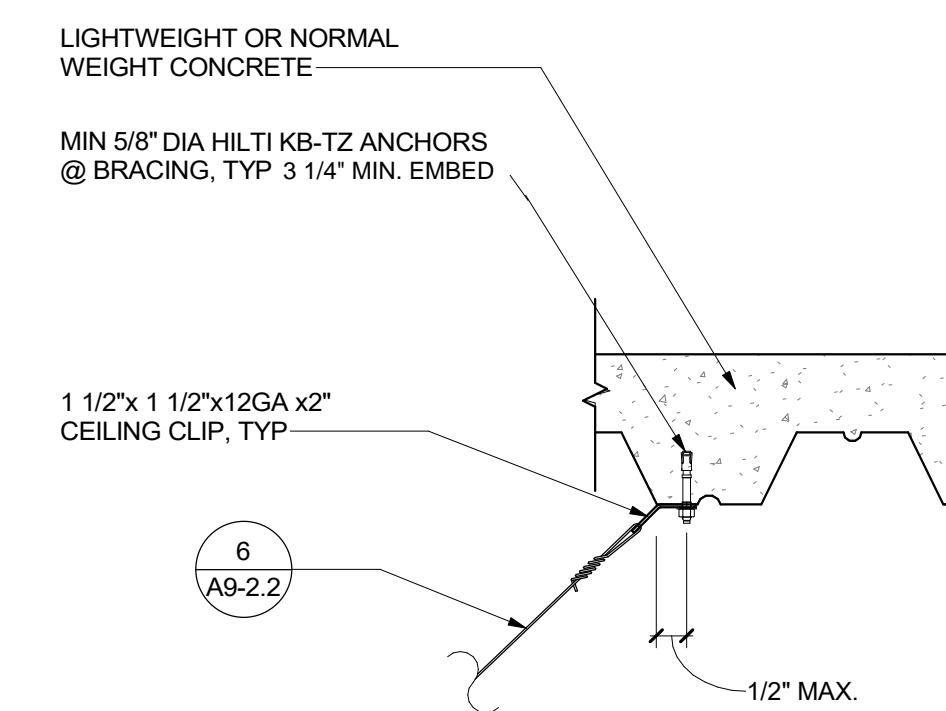 LIGHTWEIGHT OR NORMAL
WEIGHT CONCRETE
MIN 5/8" DIA HILTI KB-TZ ANCHORS
@ BRACING, TYP 3 1/4" MIN. EMBED
1 1/2"x 1 1/2"x12GA x2"
CEILING CLIP, TYP
6
A9-2.2
1/2" MAX.